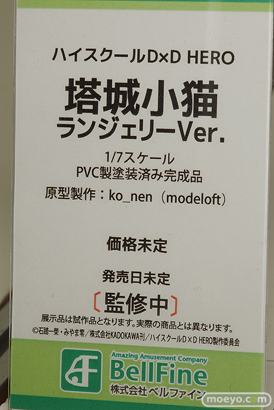 ハイスクールD×D HERO
塔城小猫
ランジェリーVer.
1/7スケール
PVC製塗装済み完成品
原型製作：ko_nen（modeloft）
価格未定
発売日未定
〔監修中〕
展示品は試作品となります。実際の商品とは異なります。
©石踏一榮・みやま零／株式会社KADOKAWA刊／ハイスクールD×D HERO製作委員会
Amazing Amusement Company
BellFine
株式会社 ベルファイン
moeyo.com